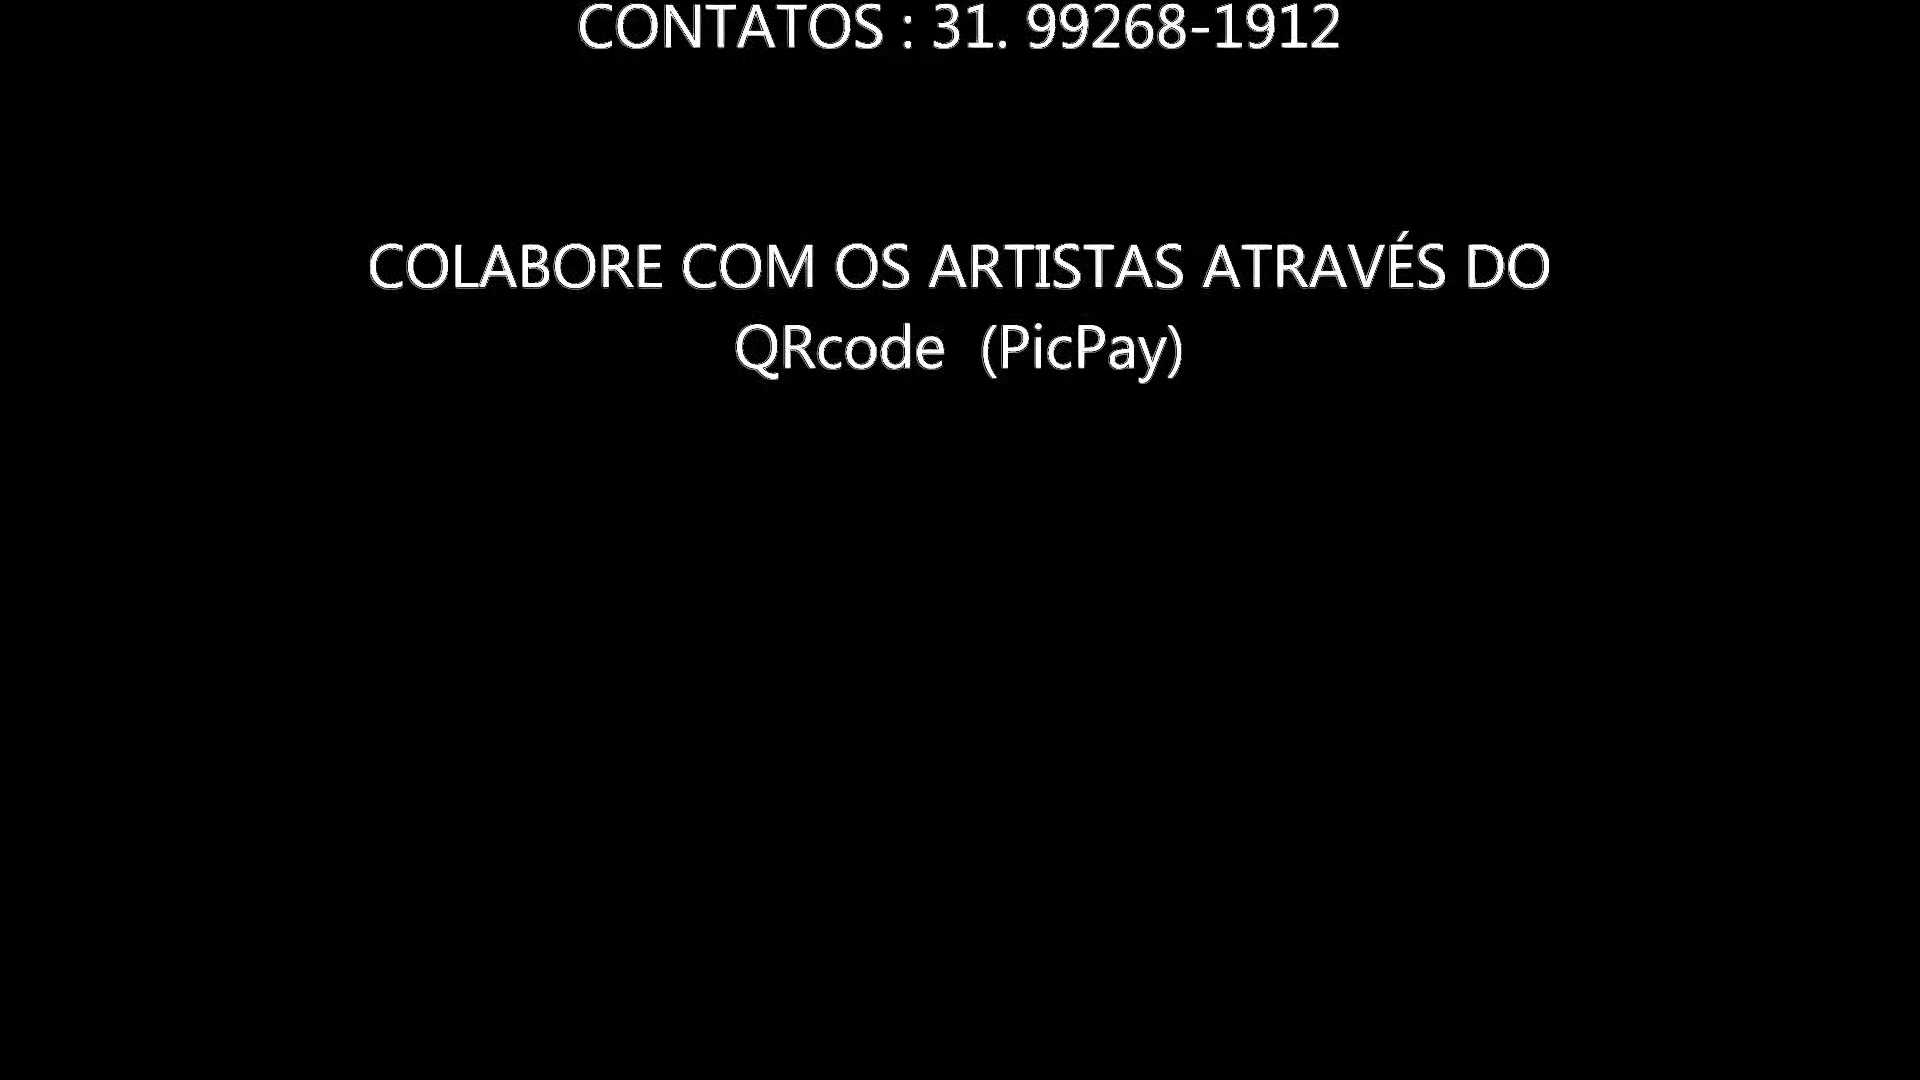 CONTATOS : 31. 99268-1912
COLABORE COM OS ARTISTAS ATRAVÉS DO
QRcode (PicPay)